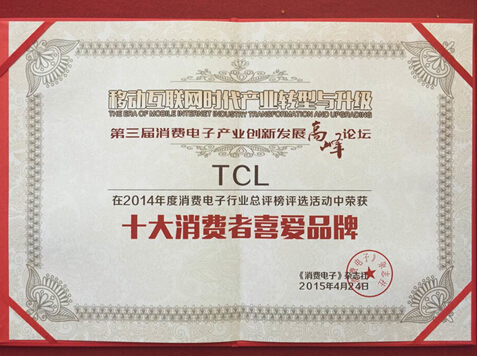 移动互联网时代产业转型与升级
THE ERA OF MOBILE INTERNET INDUSTRY TRANSFORMATION AND UPGRADING
第三届消费电子产业创新发展高峰论坛
TCL
在2014年度消费电子行业总评榜评选活动中荣获
十大消费者喜爱品牌
《消费电子》杂志社
2015年4月24日